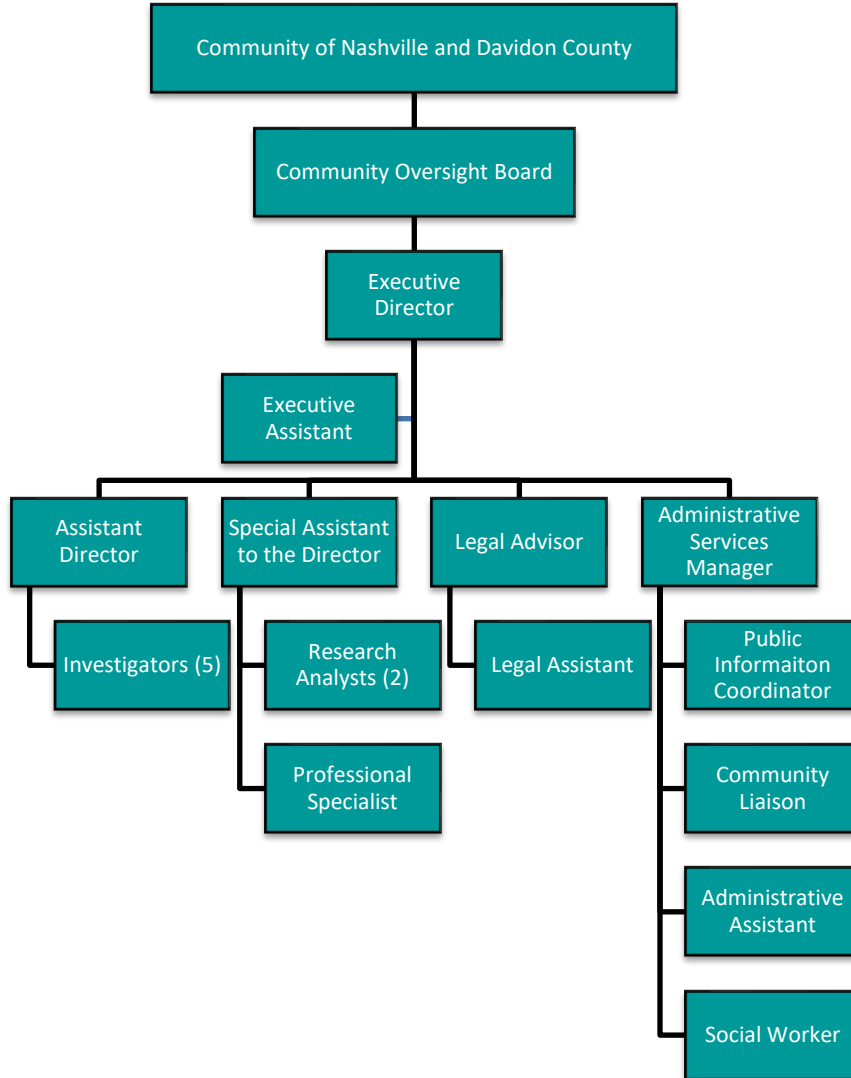 Community of Nashville and Davidon County
Community Oversight Board
Executive
Director
Executive
Assistant
Assistant
Director
Special Assistant
to the Director
Legal Advisor
Administrative
Services
Manager
Investigators (5)
Research
Analysts (2)
Legal Assistant
Public
Informaiton
Coordinator
Professional
Specialist
Community
Liaison
Administrative
Assistant
Social Worker